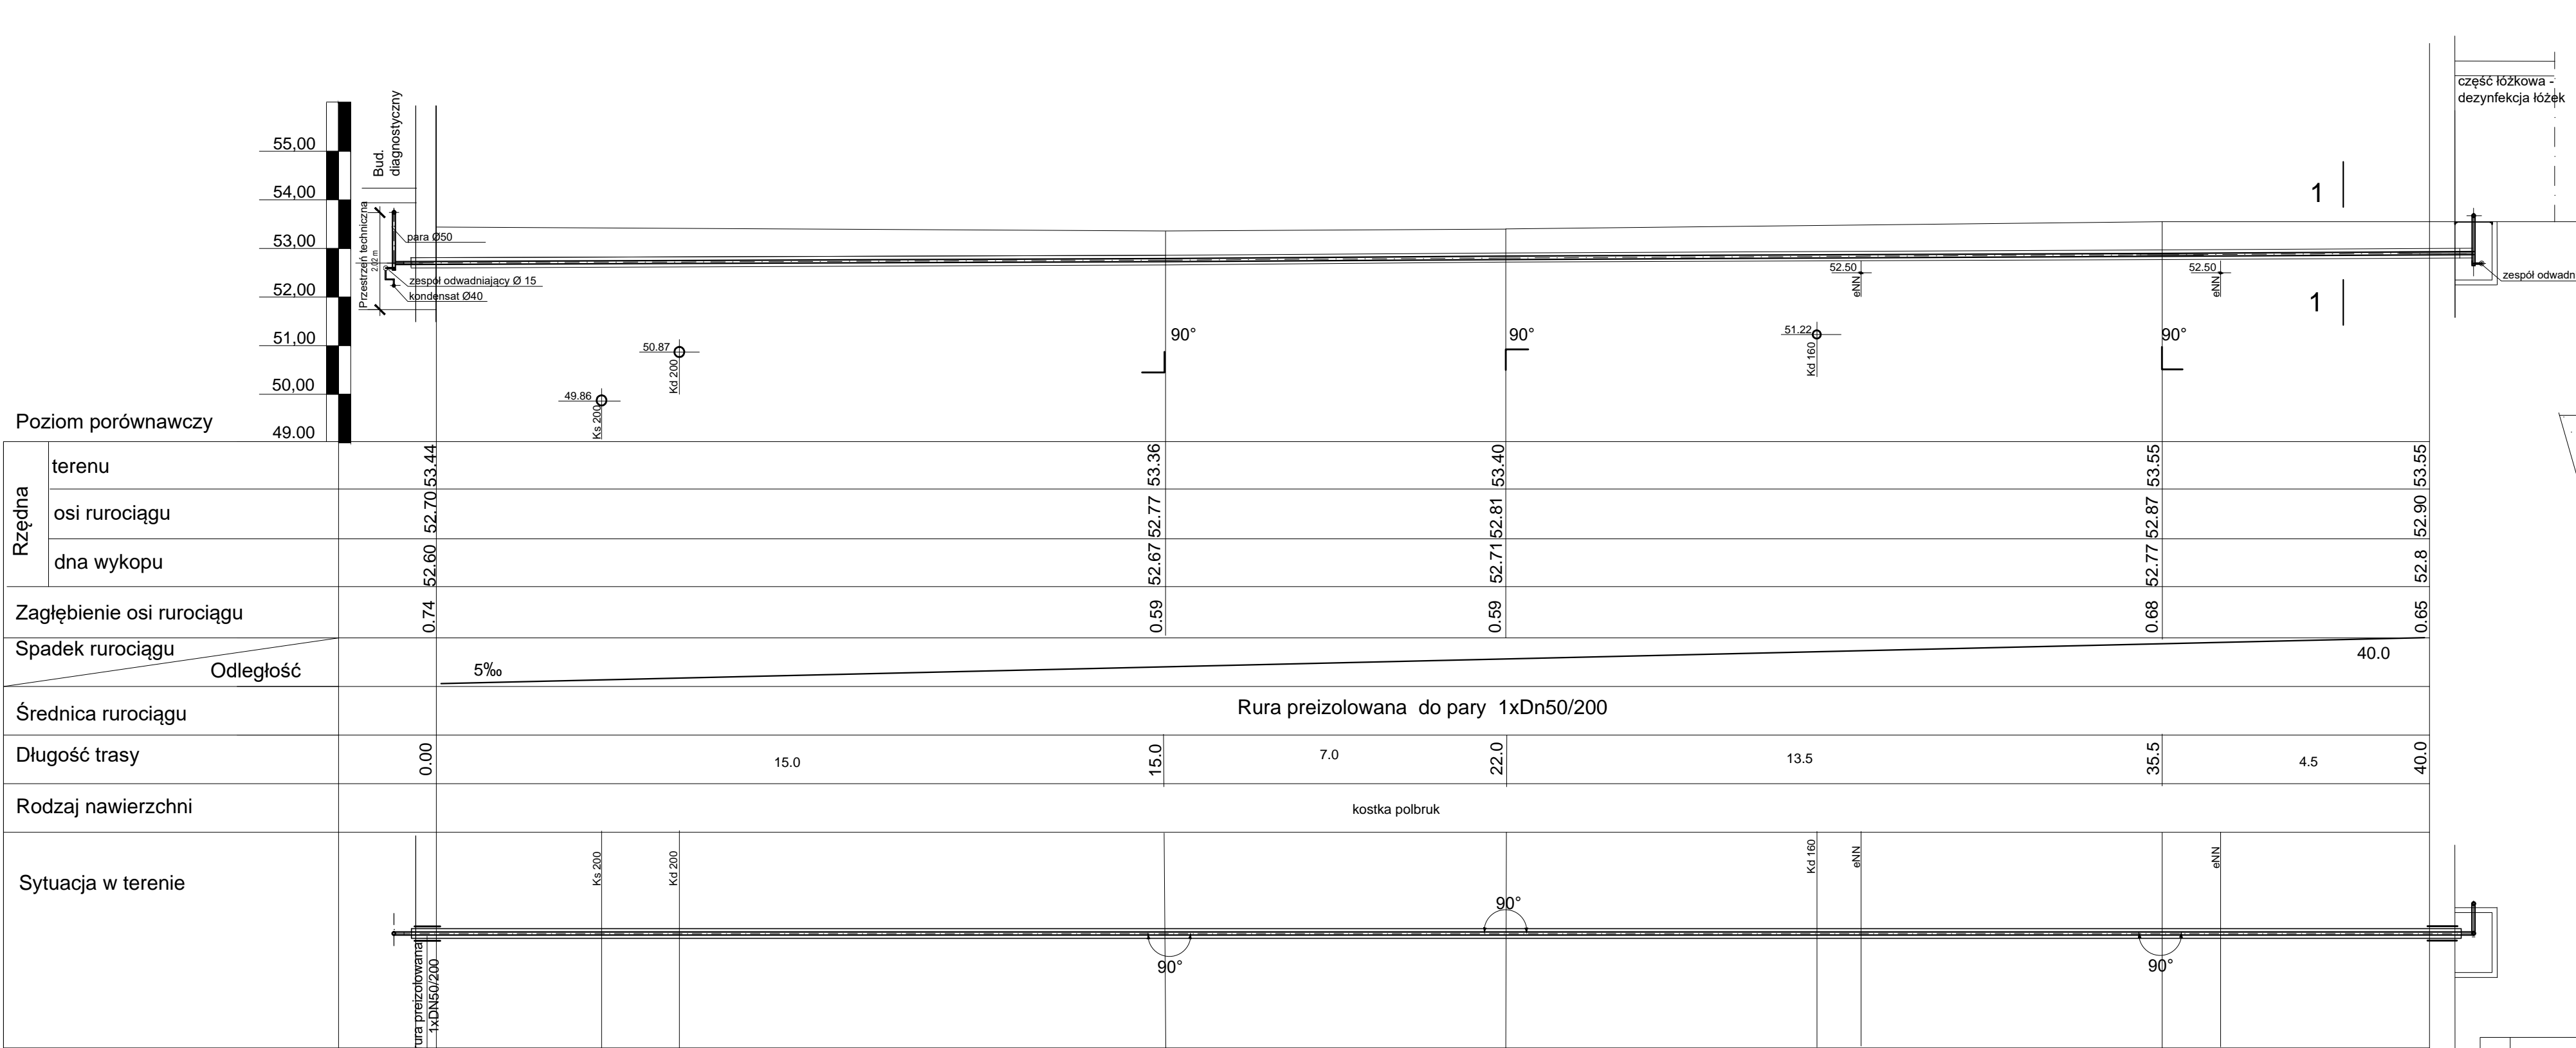 część łóżkowa -
dezynfekcja łóżek
Bud.
diagnostyczny
55,00
54,00
53,00
52,00
51,00
50,00
49.00
Przestrzeń techniczna
2.02 m
para Ø50
zespół odwadniający Ø 15
kondensat Ø40
1
1
52.50
eNN
52.50
eNN
zespół odwadn
90°
90°
90°
51.22
Kd 160
50.87
Kd 200
49.86
Ks 200
Poziom porównawczy
Rzędna
terenu
53.44
53.36
53.40
53.55
53.55
osi rurociągu
52.70
52.77
52.81
52.87
52.90
dna wykopu
52.60
52.67
52.71
52.77
52.8
Zagłębienie osi rurociągu
0.74
0.59
0.59
0.68
0.65
Spadek rurociągu
Odległość
5‰
40.0
Średnica rurociągu
Rura preizolowana do pary 1xDn50/200
Długość trasy
0.00
15.0
15.0
7.0
22.0
13.5
35.5
4.5
40.0
Rodzaj nawierzchni
kostka polbruk
Sytuacja w terenie
Ks 200
Kd 200
Kd 160
eNN
eNN
90°
90°
90°
ura preizolowana
1xDN50/200